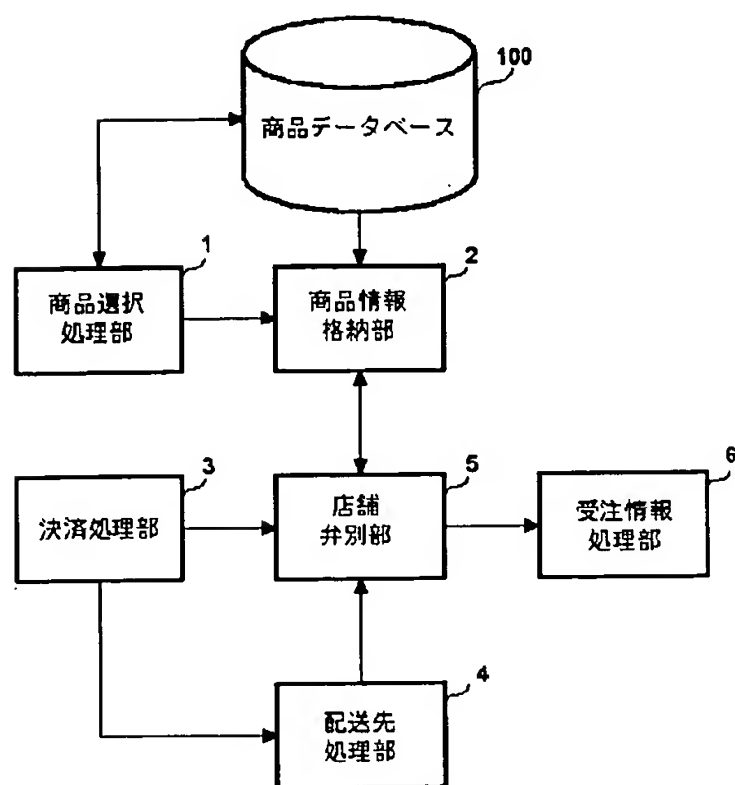 100
商品データベース
1
商品選択
処理部
2
商品情報
格納部
3
決済処理部
5
店舗
弁別部
6
受注情報
処理部
4
配送先
処理部